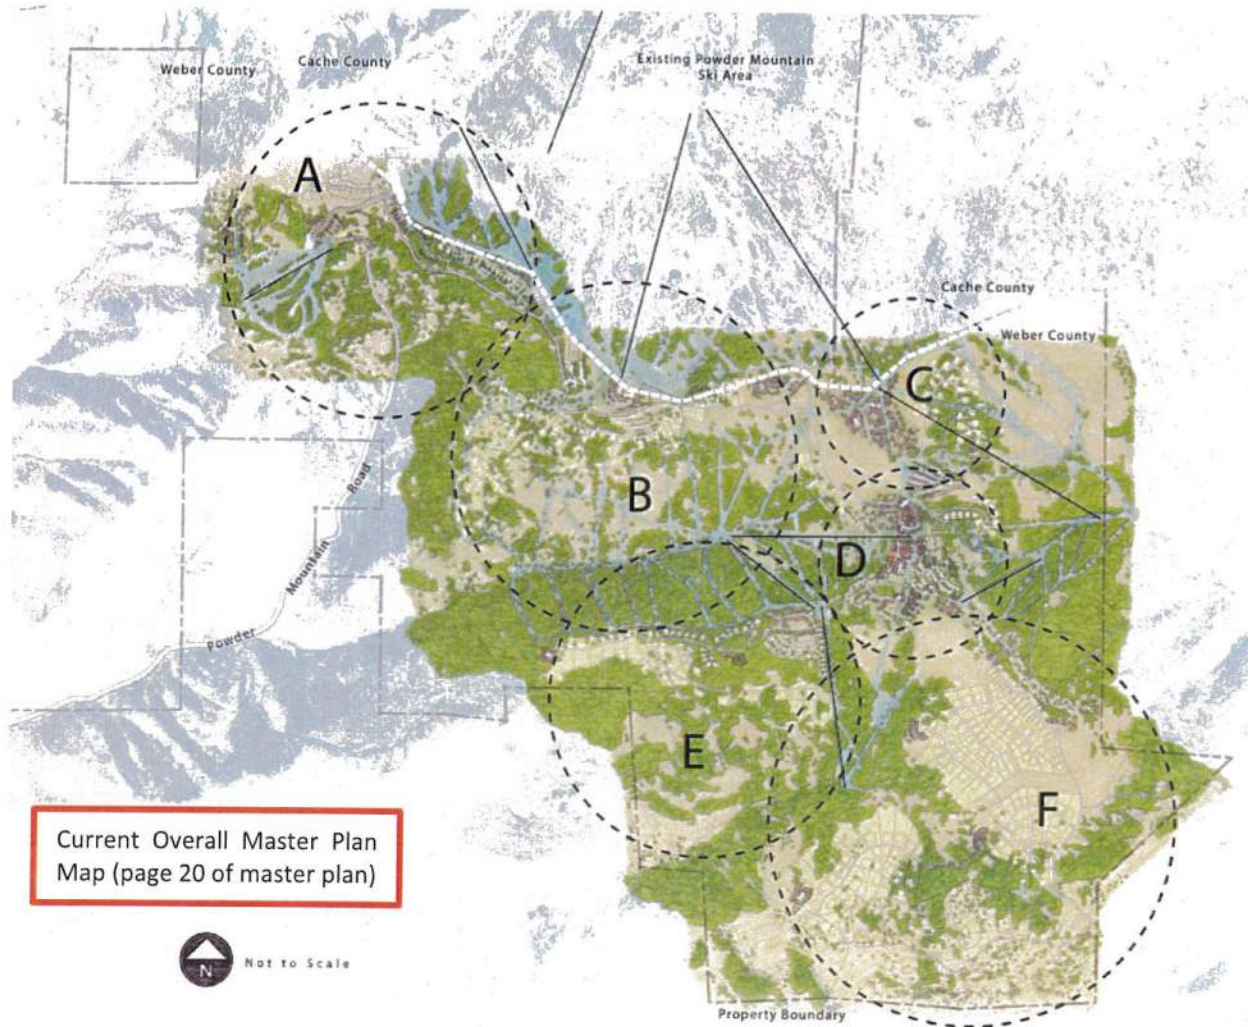 Weber County
Cache County
Existing Powder Mountain
Ski Area
A
Cache County
Weber County
C
B
D
Powder Mountain Road
E
F
Current Overall Master Plan
Map (page 20 of master plan)
N
Not to Scale
Property Boundary